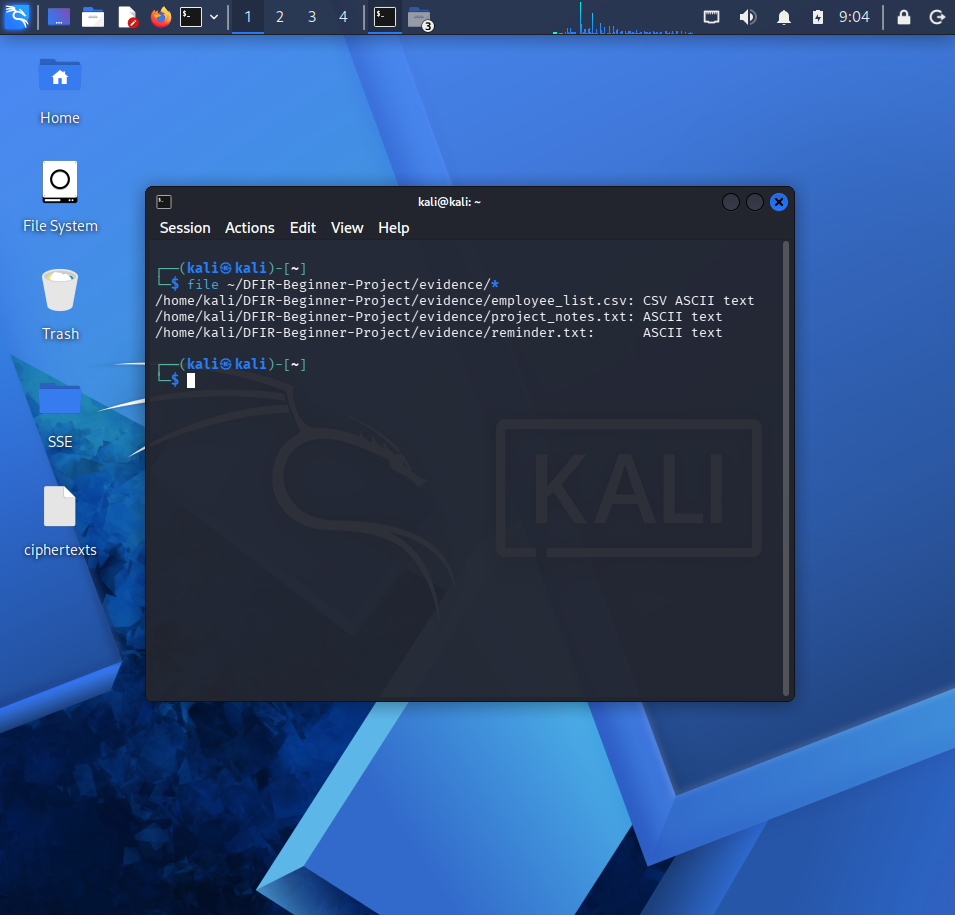 1 2 3 4 3 9:04
Home
File System
Trash
SSE
ciphertexts
kali@kali: ~
Session Actions Edit View Help
┌──(kali㉿kali)-[~]
└─$ file ~/DFIR-Beginner-Project/evidence/*
/home/kali/DFIR-Beginner-Project/evidence/employee_list.csv: CSV ASCII text
/home/kali/DFIR-Beginner-Project/evidence/project_notes.txt: ASCII text
/home/kali/DFIR-Beginner-Project/evidence/reminder.txt:      ASCII text
┌──(kali㉿kali)-[~]
└─$
KALI